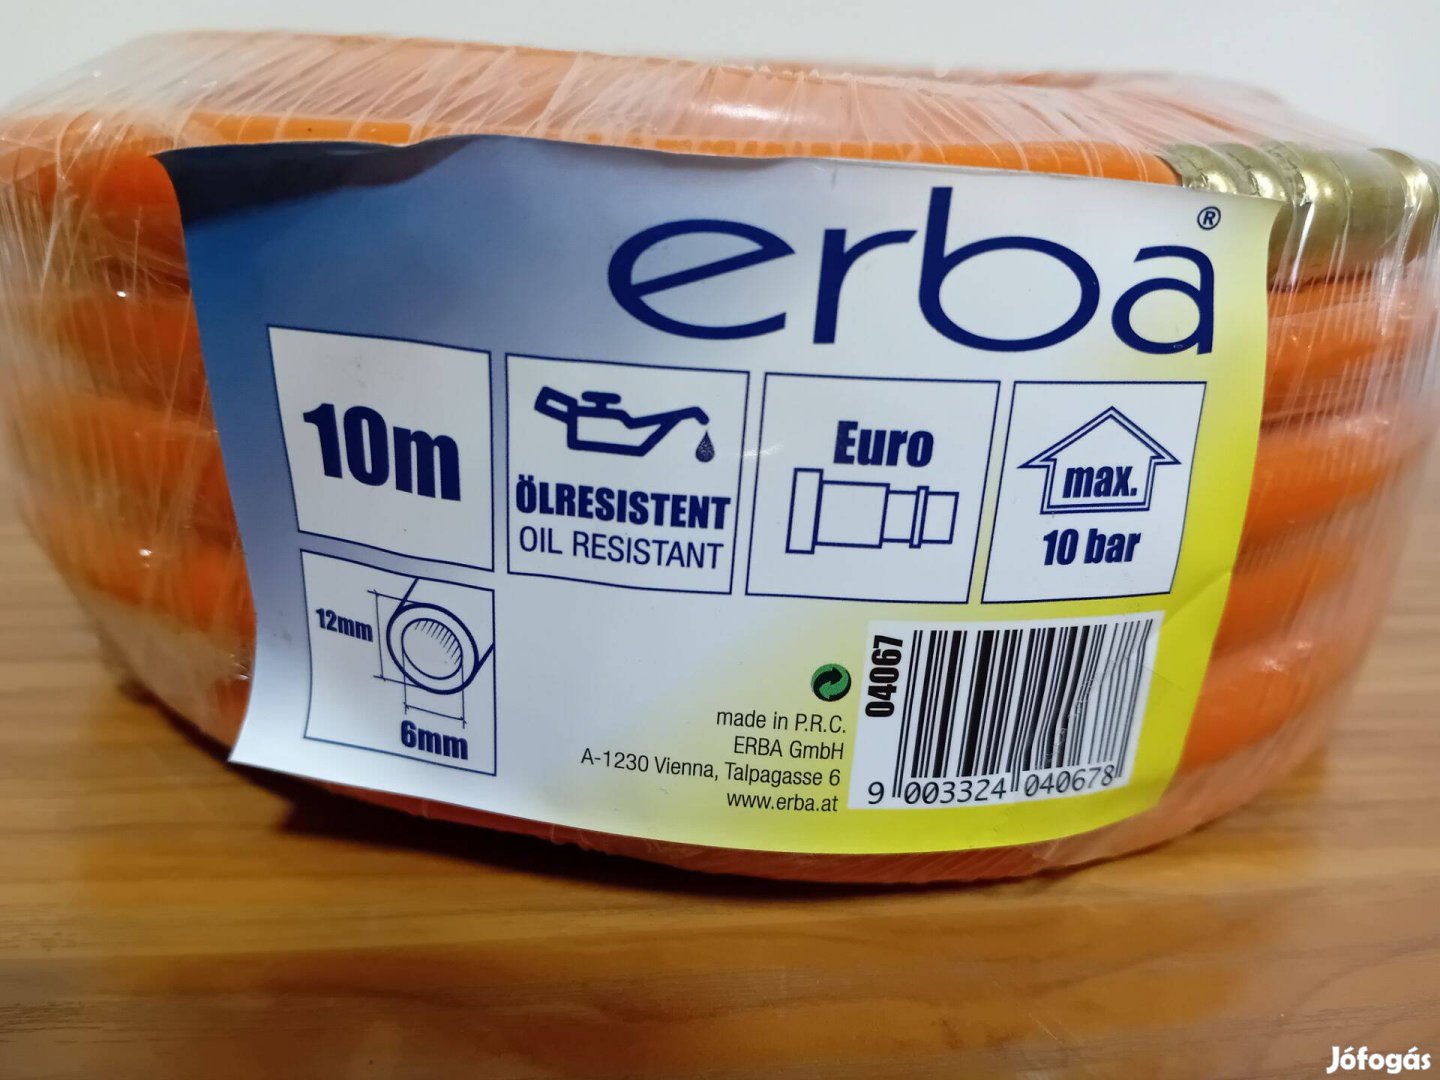 erba®
10m
ÖLRESISTENT
OIL RESISTANT
Euro
max.
10 bar
12mm
6mm
made in P.R.C.
ERBA GmbH
A-1230 Vienna, Talpagasse 6
www.erba.at
04067
9 003324 040678
Jófogás